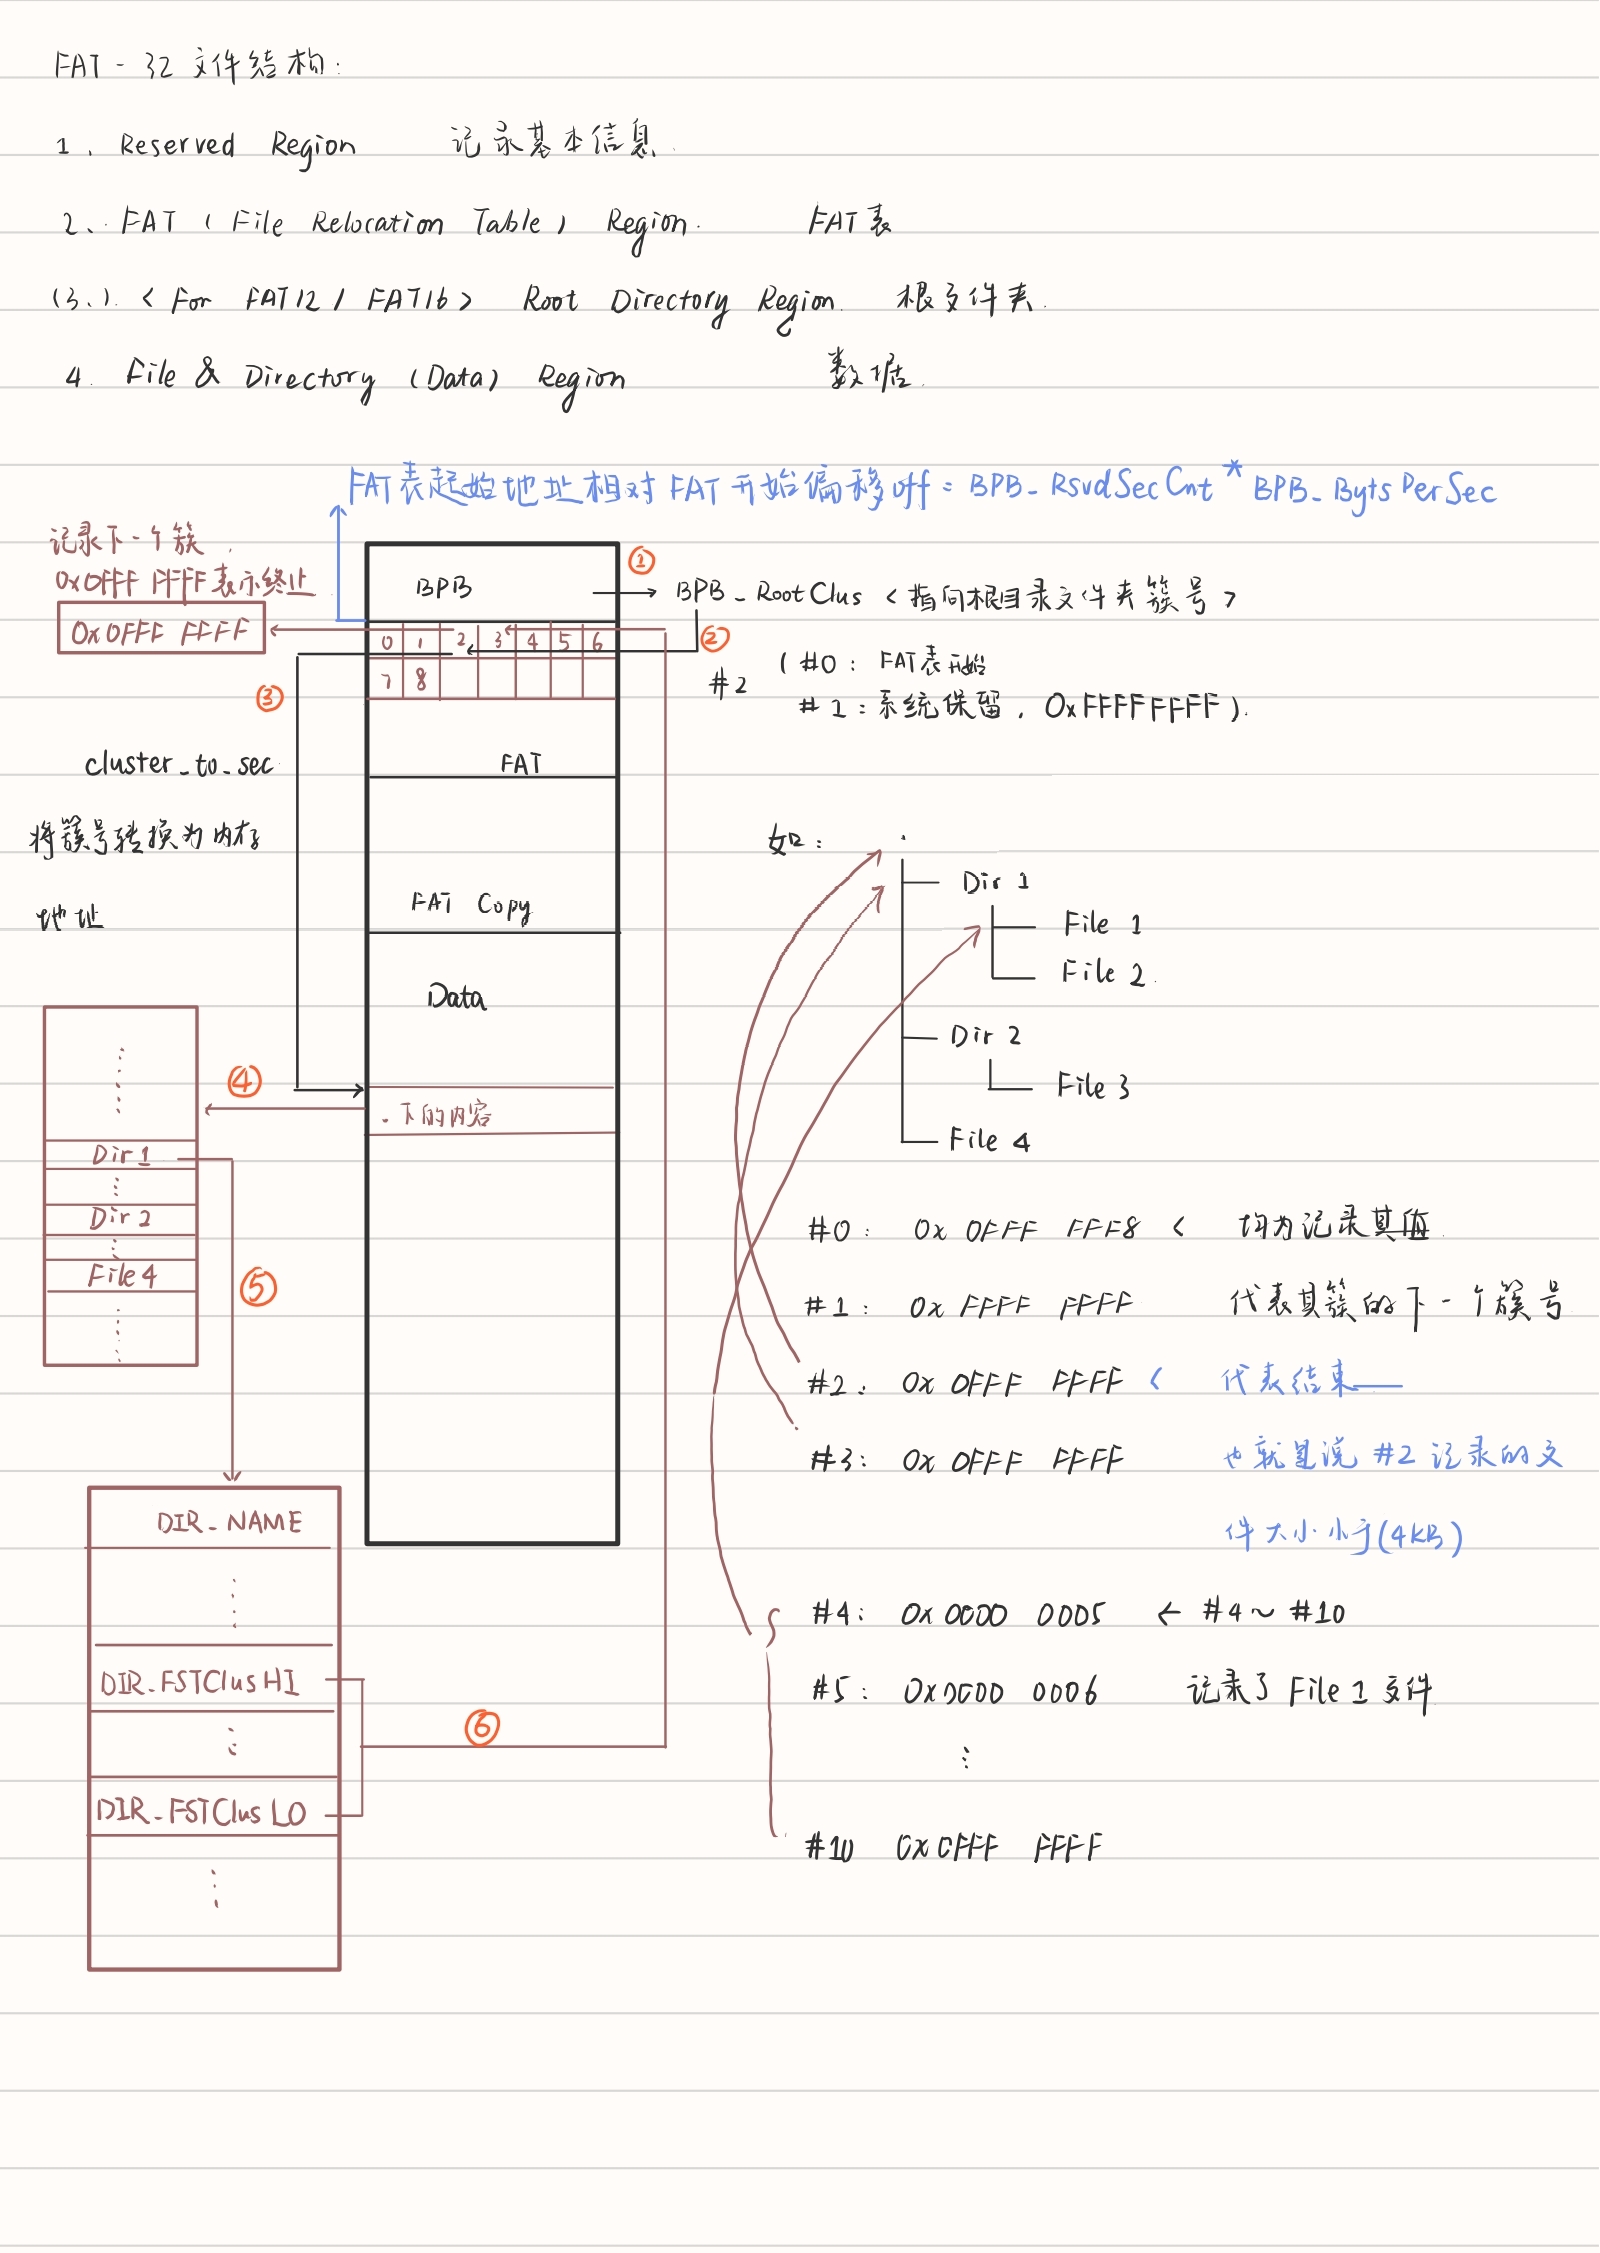 FAT - 32 文件结构:
1、Reserved Region 记录基本信息.
2、FAT (File Relocation Table) Region. FAT表
(3、). <For FAT12 / FAT16> Root Directory Region. 根文件夹.
4. File & Directory (Data) Region 数据.
FAT表起始地址相对 FAT 开始偏移off = BPB_RsvdSecCnt * BPB_BytsPerSec
记录下一个簇.
0x0FFF FFFF表示终止
0x0FFF FFFF
BPB
①
BPB_RootClus <指向根目录文件夹簇号>
0 1 2 3 4 5 6
7 8
②
#2
(#0: FAT表开始
#1:系统保留, 0xFFFFFFFF).
③
cluster_to_sec
将簇号转换为内存
地址
FAT
FAT Copy
Data
. 下的内容
④
Dir 1
Dir 2
File 4
⑤
DIR_NAME
DIR_FSTClusHI
DIR_FSTClusLO
⑥
如: .
Dir 1
File 1
File 2.
Dir 2
File 3
File 4
#0: 0x 0FFF FFF8 < 均为记录其值
#1: 0x FFFF FFFF 代表其簇的下一个簇号
#2: 0x 0FFF FFFF < 代表结束——
#3: 0x 0FFF FFFF 也就是说 #2 记录的文
件大小小于(4KB)
#4: 0x 0000 0005 ← #4~#10
#5: 0x0000 0006 记录了 File 1 文件
⋮
#10 0x0FFF FFFF